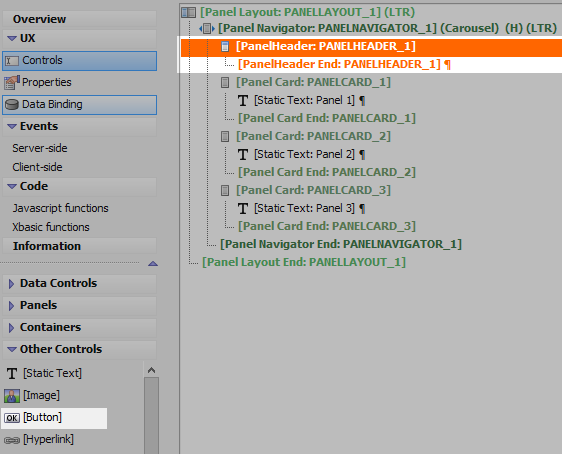 Overview
UX
Controls
Properties
Data Binding
Events
Server-side
Client-side
Code
Javascript functions
Xbasic functions
Information
Data Controls
Panels
Containers
Other Controls
[Static Text]
[Image]
OK [Button]
[Hyperlink]
[Panel Layout: PANELLAYOUT_1] (LTR)
[Panel Navigator: PANELNAVIGATOR_1] (Carousel) (H) (LTR)
[PanelHeader: PANELHEADER_1]
[PanelHeader End: PANELHEADER_1] ¶
[Panel Card: PANELCARD_1]
T [Static Text: Panel 1] ¶
[Panel Card End: PANELCARD_1]
[Panel Card: PANELCARD_2]
T [Static Text: Panel 2] ¶
[Panel Card End: PANELCARD_2]
[Panel Card: PANELCARD_3]
T [Static Text: Panel 3] ¶
[Panel Card End: PANELCARD_3]
[Panel Navigator End: PANELNAVIGATOR_1]
[Panel Layout End: PANELLAYOUT_1]